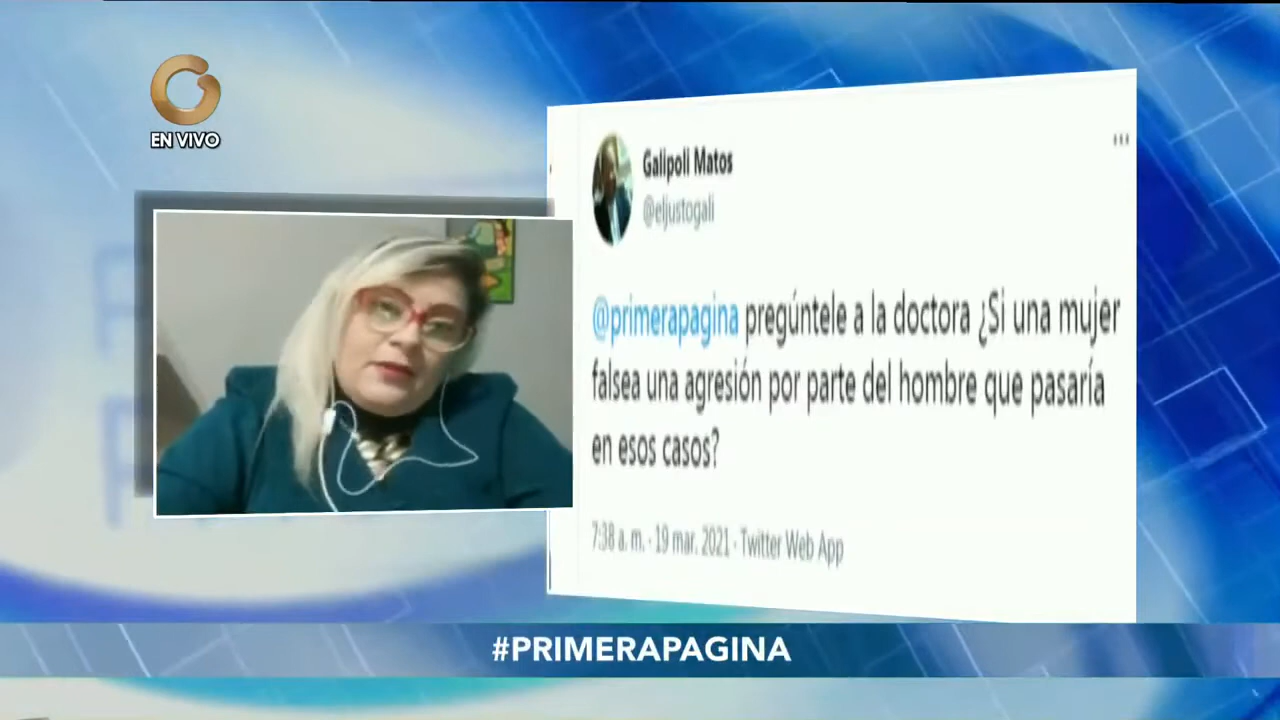 EN VIVO
Galipoli Matos
@eljustogali
@primerapagina pregúntele a la doctora ¿Si una mujer
falsea una agresión por parte del hombre que pasaría
en esos casos?
7:38 a. m. · 19 mar. 2021 · Twitter Web App
#PRIMERAPAGINA